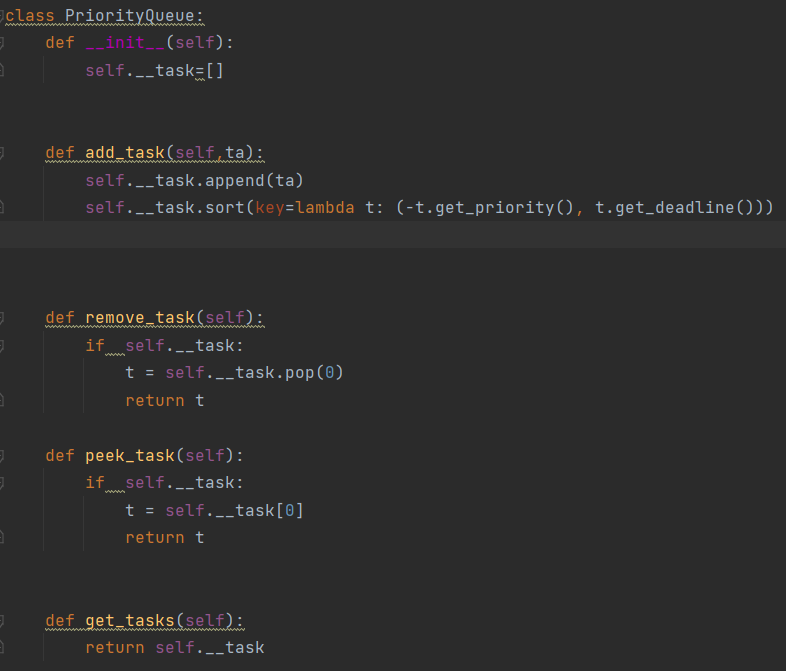 class PriorityQueue:
    def __init__(self):
        self.__task=[]
    def add_task(self,ta):
        self.__task.append(ta)
        self.__task.sort(key=lambda t: (-t.get_priority(), t.get_deadline()))
    def remove_task(self):
        if  self.__task:
            t = self.__task.pop(0)
            return t
    def peek_task(self):
        if  self.__task:
            t = self.__task[0]
            return t
    def get_tasks(self):
        return self.__task